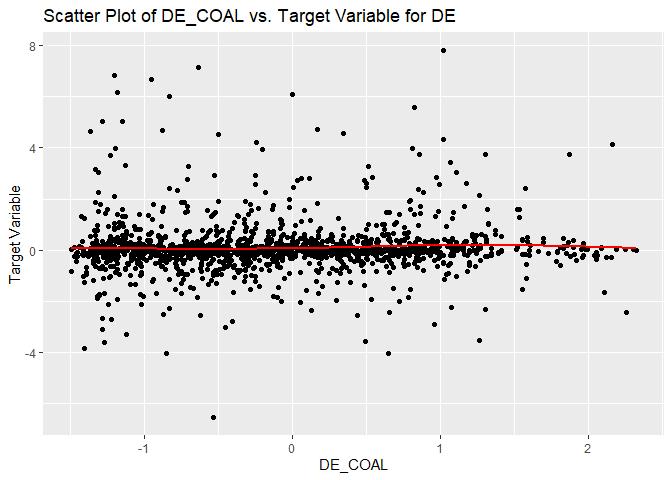 Scatter Plot of DE_COAL vs. Target Variable for DE
8
4
0
-4
Target Variable
-1
0
1
2
DE_COAL